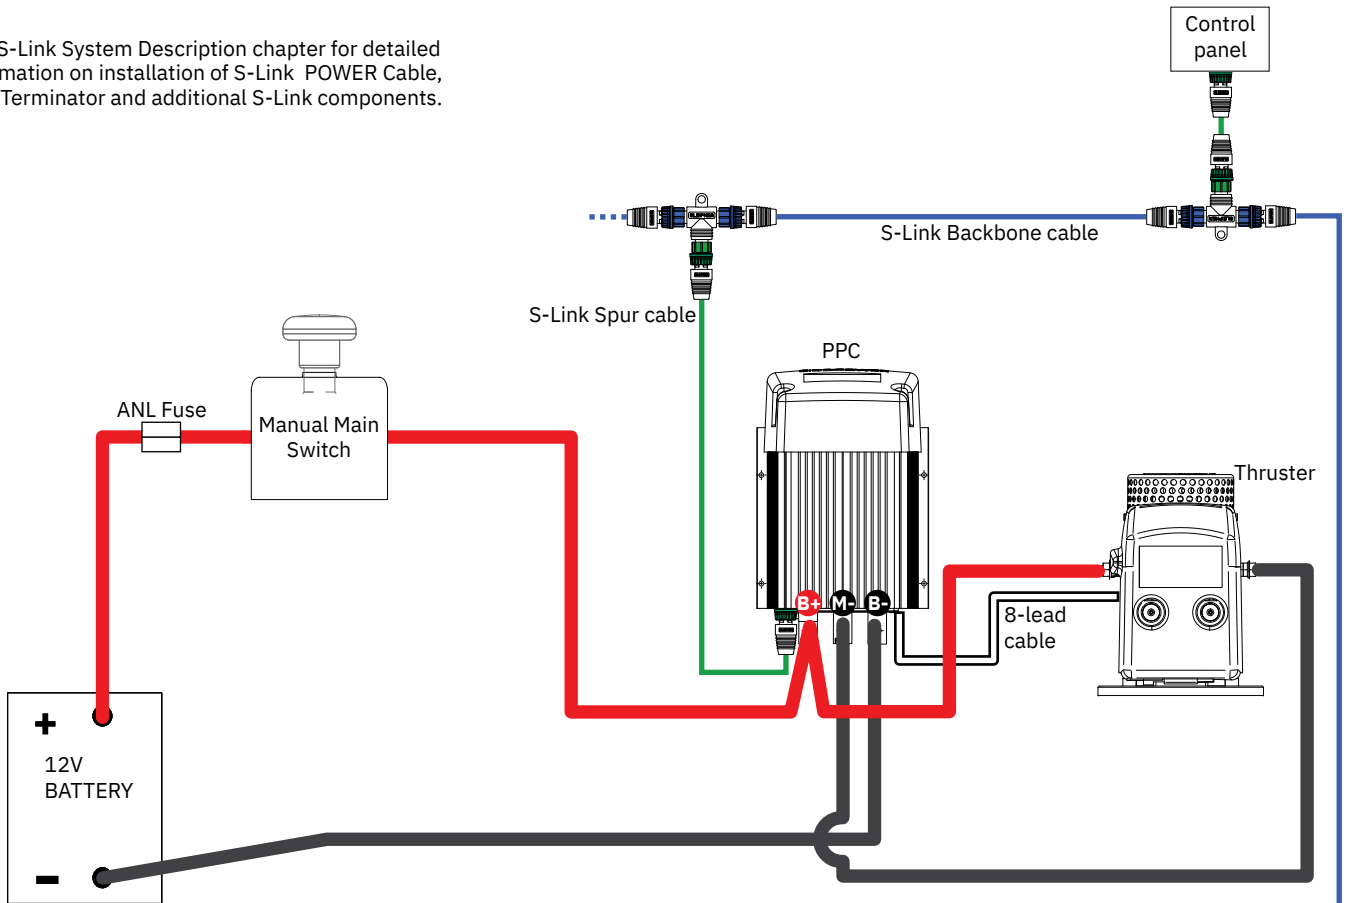 S-Link System Description chapter for detailed
mation on installation of S-Link POWER Cable,
Terminator and additional S-Link components.
Control
panel
S-Link Backbone cable
S-Link Spur cable
PPC
ANL Fuse
Manual Main
Switch
Thruster
B+
M-
B-
8-lead
cable
+
12V
BATTERY
-